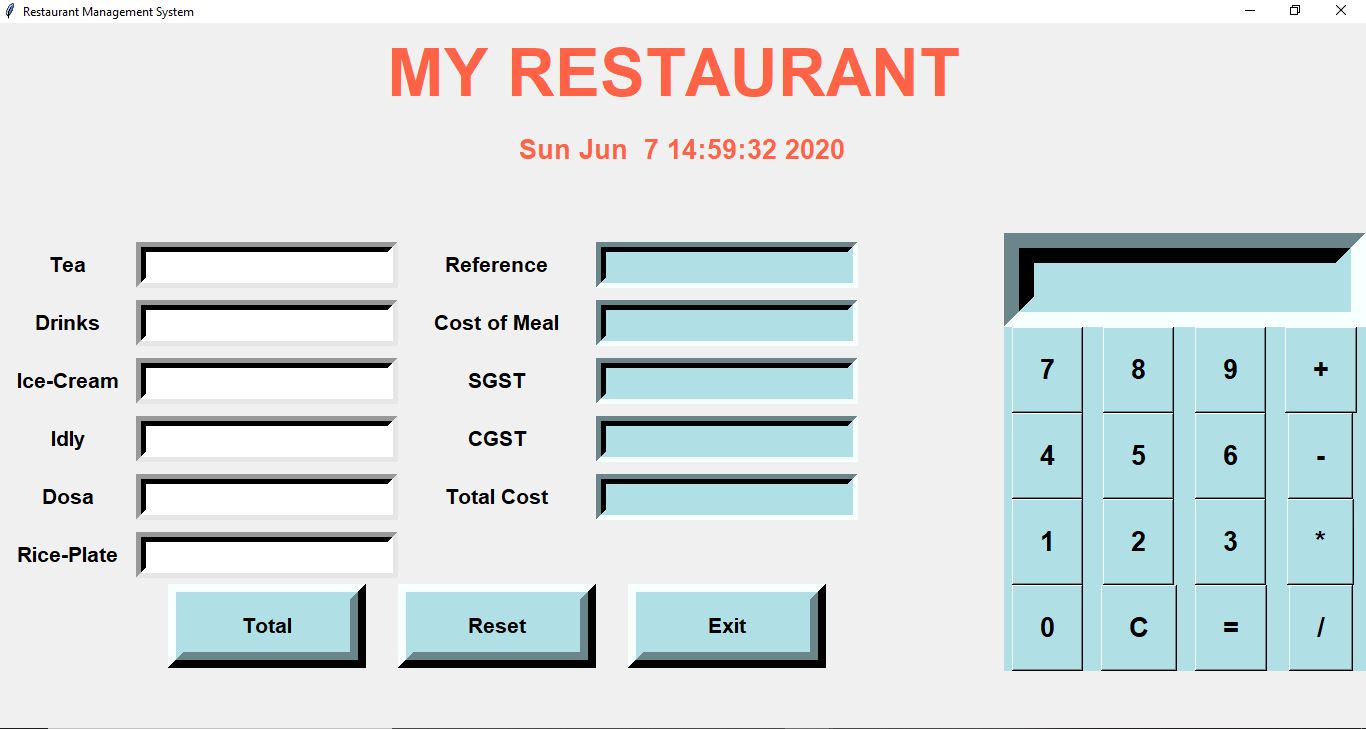 Restaurant Management System
MY RESTAURANT
Sun Jun  7 14:59:32 2020
Tea
Reference
Drinks
Cost of Meal
Ice-Cream
SGST
Idly
CGST
Dosa
Total Cost
Rice-Plate
Total Reset Exit
7 8 9 +
4 5 6 -
1 2 3 *
0 C = /